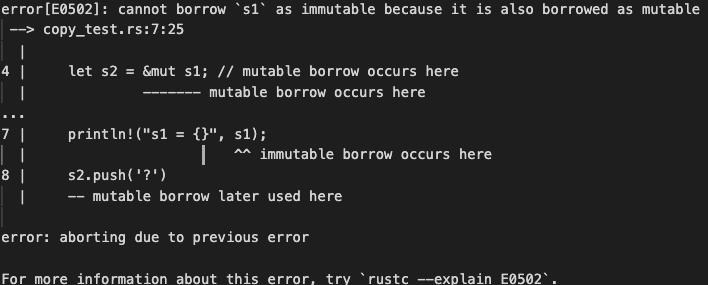 error[E0502]: cannot borrow `s1` as immutable because it is also borrowed as mutable
 --> copy_test.rs:7:25
  |
4 |     let s2 = &mut s1; // mutable borrow occurs here
  |              ------- mutable borrow occurs here
...
7 |     println!("s1 = {}", s1);
  |                         ^^ immutable borrow occurs here
8 |     s2.push('?')
  |     -- mutable borrow later used here

error: aborting due to previous error

For more information about this error, try `rustc --explain E0502`.